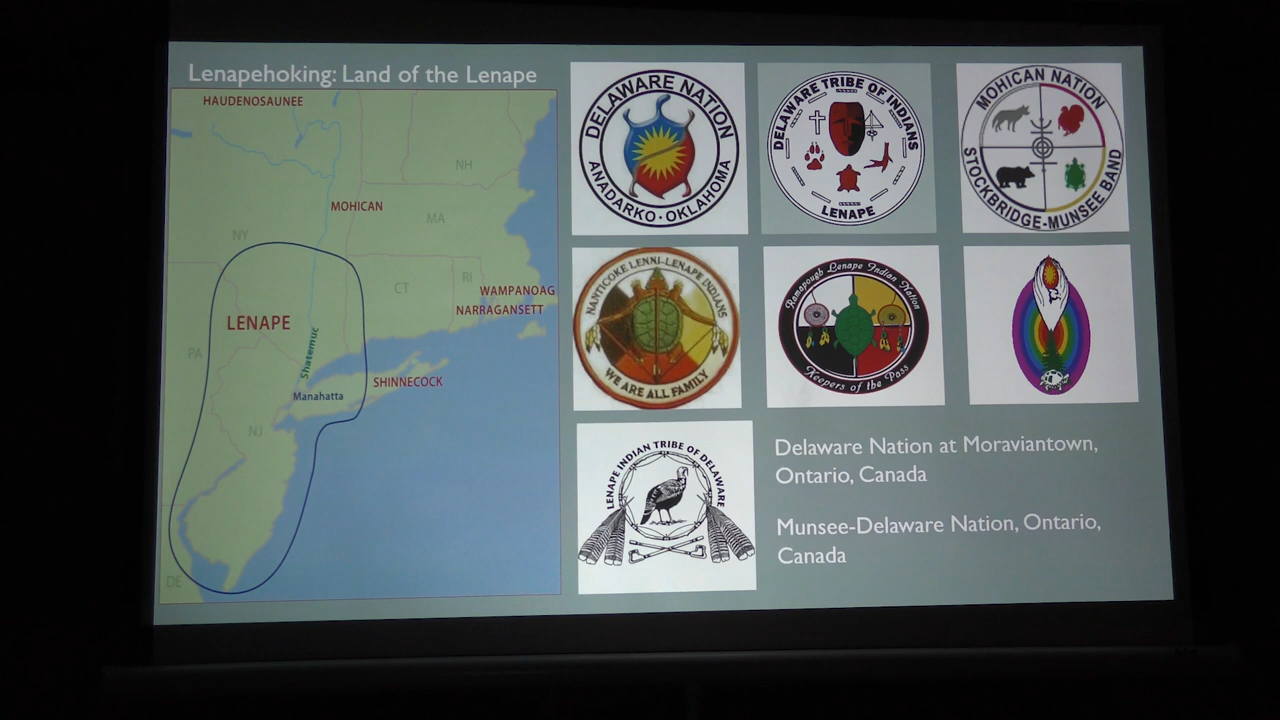 Lenapehoking: Land of the Lenape
HAUDENOSAUNEE
NH
MOHICAN
MA
NY
RI
CT
WAMPANOAG
NARRAGANSETT
LENAPE
PA
Shatemuc
SHINNECOCK
Manahatta
NJ
DE
DELAWARE NATION
ANADARKO · OKLAHOMA
DELAWARE TRIBE OF INDIANS
LENAPE
MOHICAN NATION
STOCKBRIDGE-MUNSEE BAND
NANTICOKE LENNI-LENAPE INDIANS
WE ARE ALL FAMILY
Ramapough Lenape Indian Nation
Keepers of the Pass
LENAPE INDIAN TRIBE OF DELAWARE
Delaware Nation at Moraviantown,
Ontario, Canada
Munsee-Delaware Nation, Ontario,
Canada